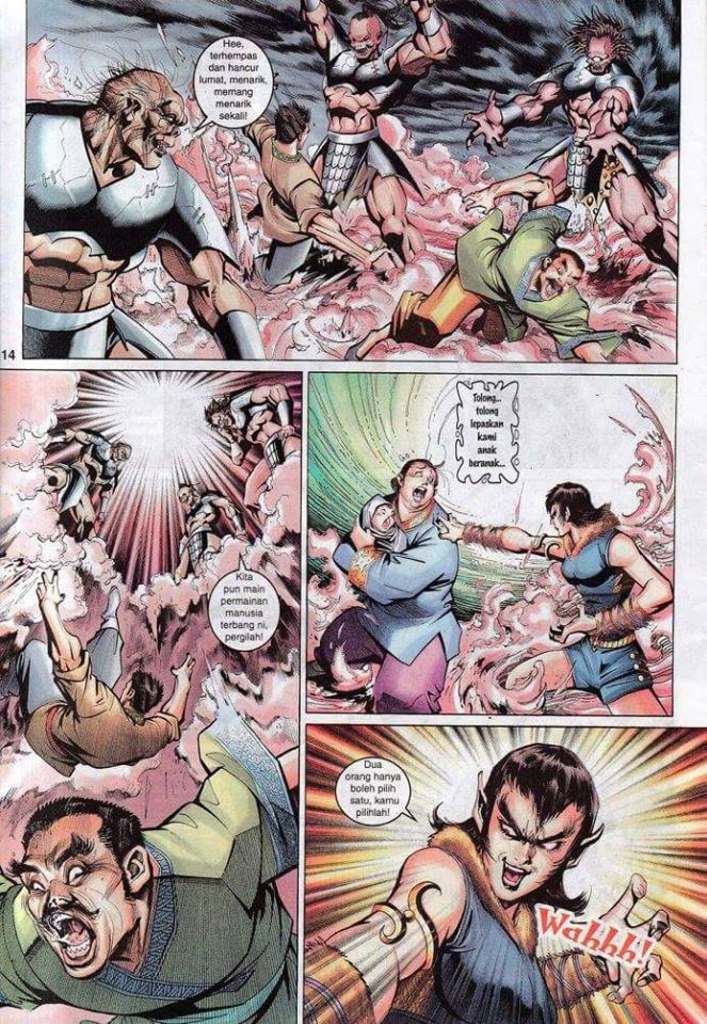 Hee,
terhempas
dan hancur
lumat, menarik,
memang
menarik
sekali!
14
Kita
pun main
permainan
manusia
terbang ni,
pergilah!
Tolong...
tolong
lepaskan
kami
anak
beranak...
Dua
orang hanya
boleh pilih
satu, kamu
pilihlah!
Wahhh!